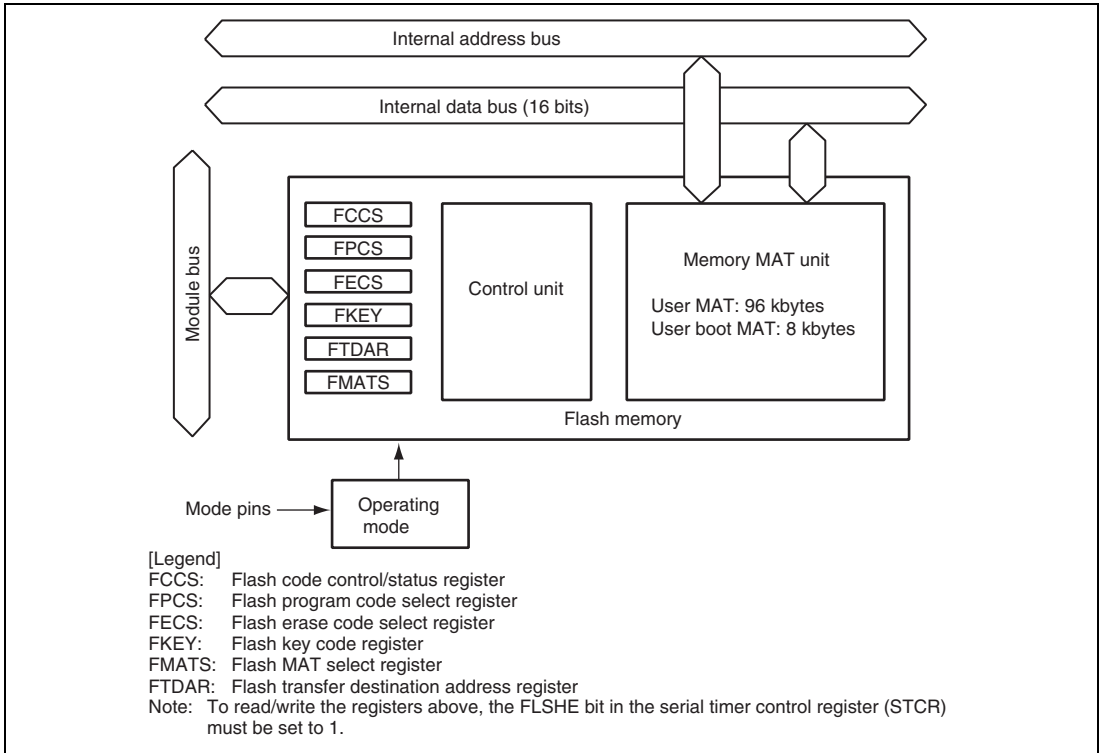 Internal address bus
Internal data bus (16 bits)
Module bus
FCCS
FPCS
FECS
FKEY
FTDAR
FMATS
Control unit
Memory MAT unit
User MAT: 96 kbytes
User boot MAT: 8 kbytes
Flash memory
Mode pins
Operating
mode
[Legend]
FCCS: Flash code control/status register
FPCS: Flash program code select register
FECS: Flash erase code select register
FKEY: Flash key code register
FMATS: Flash MAT select register
FTDAR: Flash transfer destination address register
Note: To read/write the registers above, the FLSHE bit in the serial timer control register (STCR)
must be set to 1.